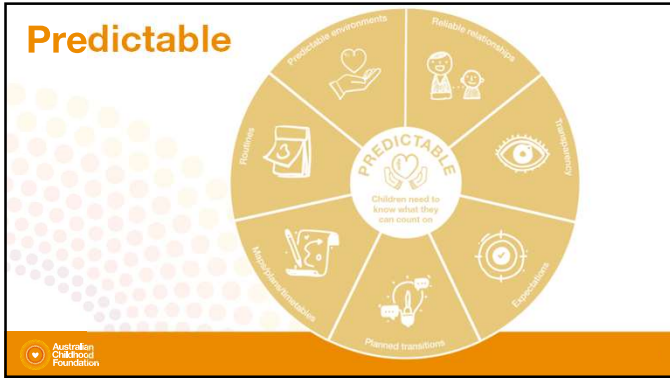 Predictable
Predictable environments
Reliable relationships
Transparency
Expectations
Planned transitions
Maps/plans/timetables
Routines
PREDICTABLE
Children need to
know what they
can count on
Australian
Childhood
Foundation